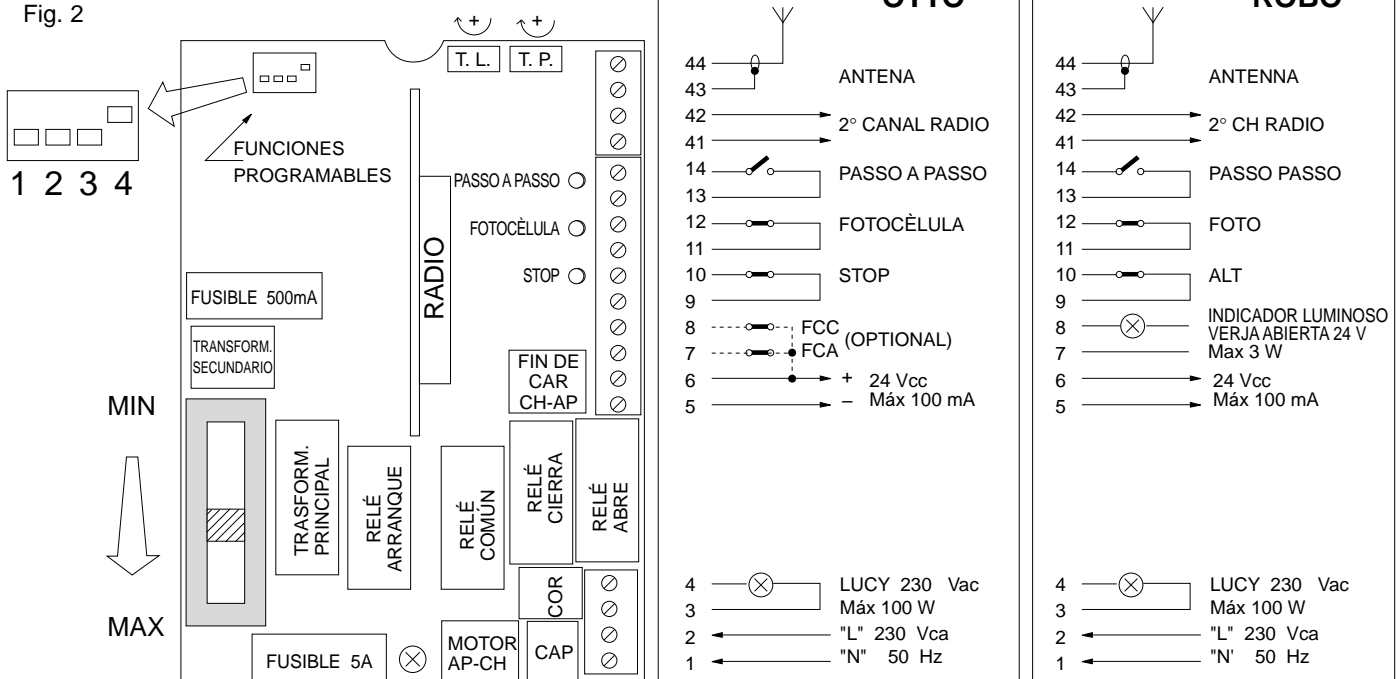 Fig. 2
+ +
T. L. T. P.
1 2 3 4
FUNCIONES
PROGRAMABLES
PASSO A PASSO
FOTOCÈLULA
STOP
RADIO
FUSIBLE 500mA
TRANSFORM.
SECUNDARIO
FIN DE
CAR
CH-AP
MIN
MAX
TRASFORM.
PRINCIPAL
RELÉ
ARRANQUE
RELÉ
COMÚN
RELÉ
CIERRA
RELÉ
ABRE
COR
FUSIBLE 5A
MOTOR
AP-CH
CAP
OTTO
44
ANTENA
43
42
2° CANAL RADIO
41
14 PASSO A PASSO
13
12 FOTOCÈLULA
11
10 STOP
9
8 FCC
(OPTIONAL)
7 FCA
6 + 24 Vcc
5 – Máx 100 mA
4 LUCY 230 Vac
3 Máx 100 W
2 "L" 230 Vca
1 "N" 50 Hz
ROBO
44
ANTENNA
43
42
2° CH RADIO
41
14 PASSO PASSO
13
12 FOTO
11
10 ALT
9
INDICADOR LUMINOSO
8 VERJA ABIERTA 24 V
7 Max 3 W
6 24 Vcc
5 Máx 100 mA
4 LUCY 230 Vac
3 Máx 100 W
2 "L" 230 Vca
1 "N' 50 Hz